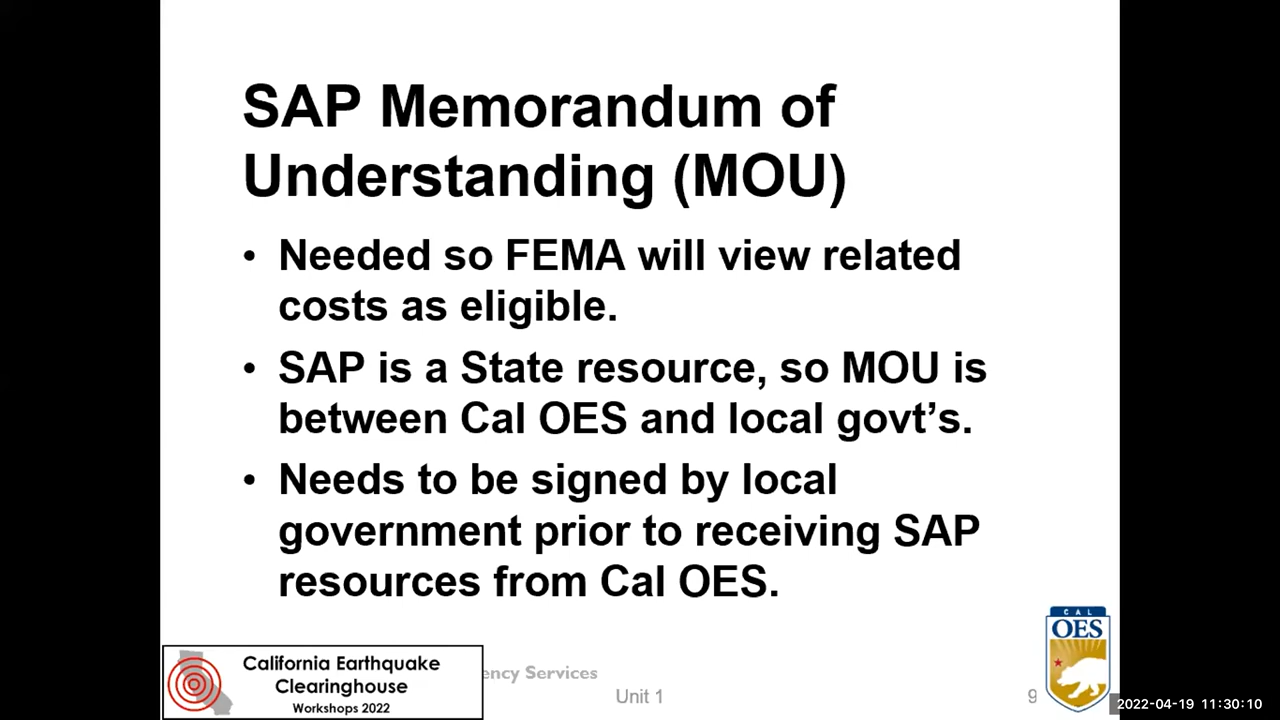 SAP Memorandum of
Understanding (MOU)
• Needed so FEMA will view related
costs as eligible.
• SAP is a State resource, so MOU is
between Cal OES and local govt's.
• Needs to be signed by local
government prior to receiving SAP
resources from Cal OES.
CAL
OES
California Earthquake
Clearinghouse
Workshops 2022
ency Services
Unit 1
9
2022-04-19 11:30:10